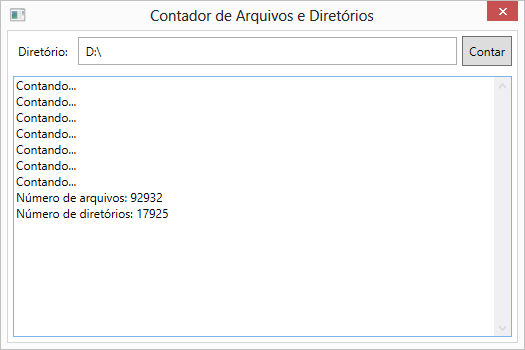 Contador de Arquivos e Diretórios
Diretório: D:\ Contar
Contando...
Contando...
Contando...
Contando...
Contando...
Contando...
Contando...
Número de arquivos: 92932
Número de diretórios: 17925